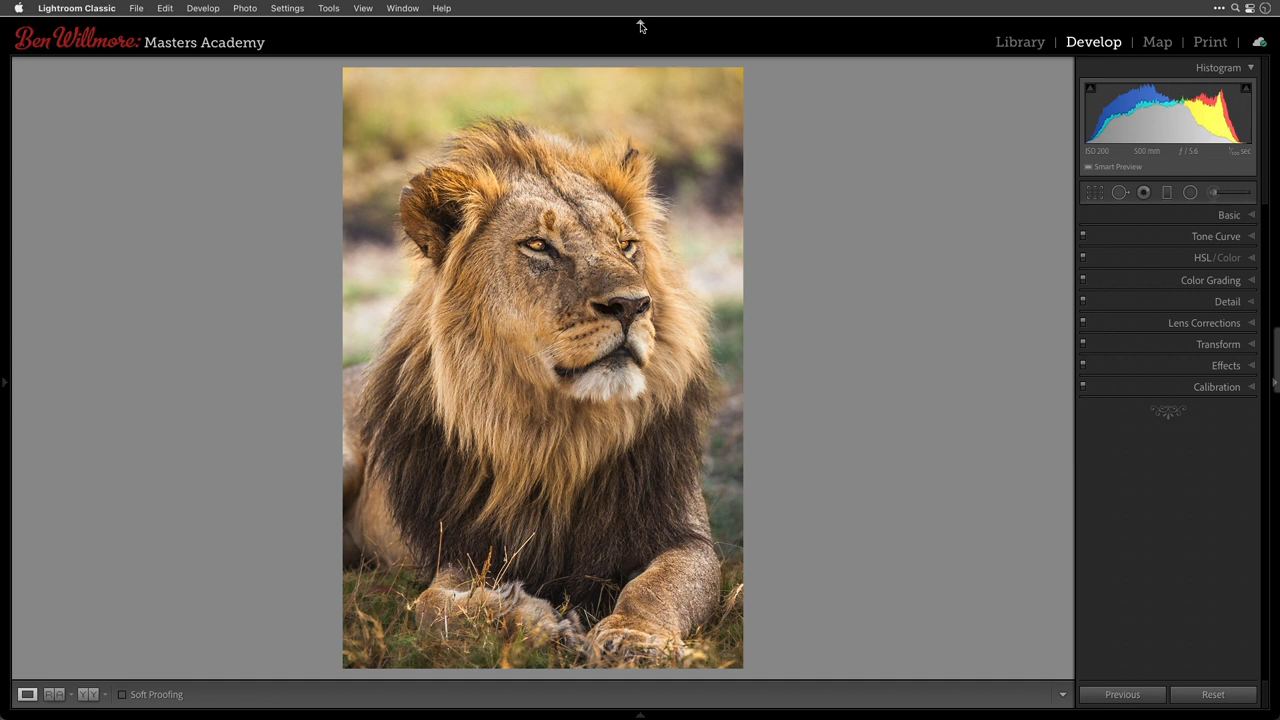 Lightroom Classic File Edit Develop Photo Settings Tools View Window Help
Ben Willmore: Masters Academy
Library | Develop | Map | Print |
Histogram
ISO 200 500 mm ƒ / 5.6 sec
Smart Preview
Basic
Tone Curve
HSL / Color
Color Grading
Detail
Lens Corrections
Transform
Effects
Calibration
Soft Proofing
Previous Reset